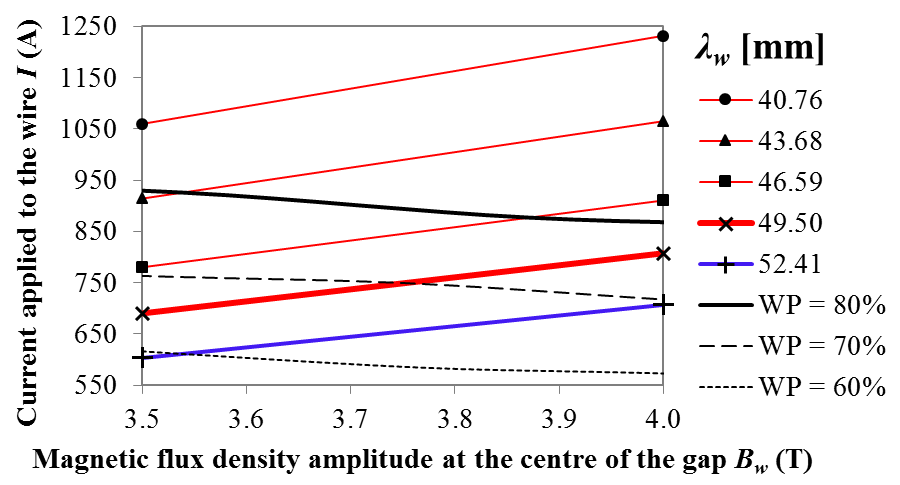 1250
1150
1050
950
850
750
650
550
Current applied to the wire I (A)
3.5 3.6 3.7 3.8 3.9 4.0
Magnetic flux density amplitude at the centre of the gap Bw (T)
λw [mm]
40.76
43.68
46.59
49.50
52.41
WP = 80%
WP = 70%
WP = 60%